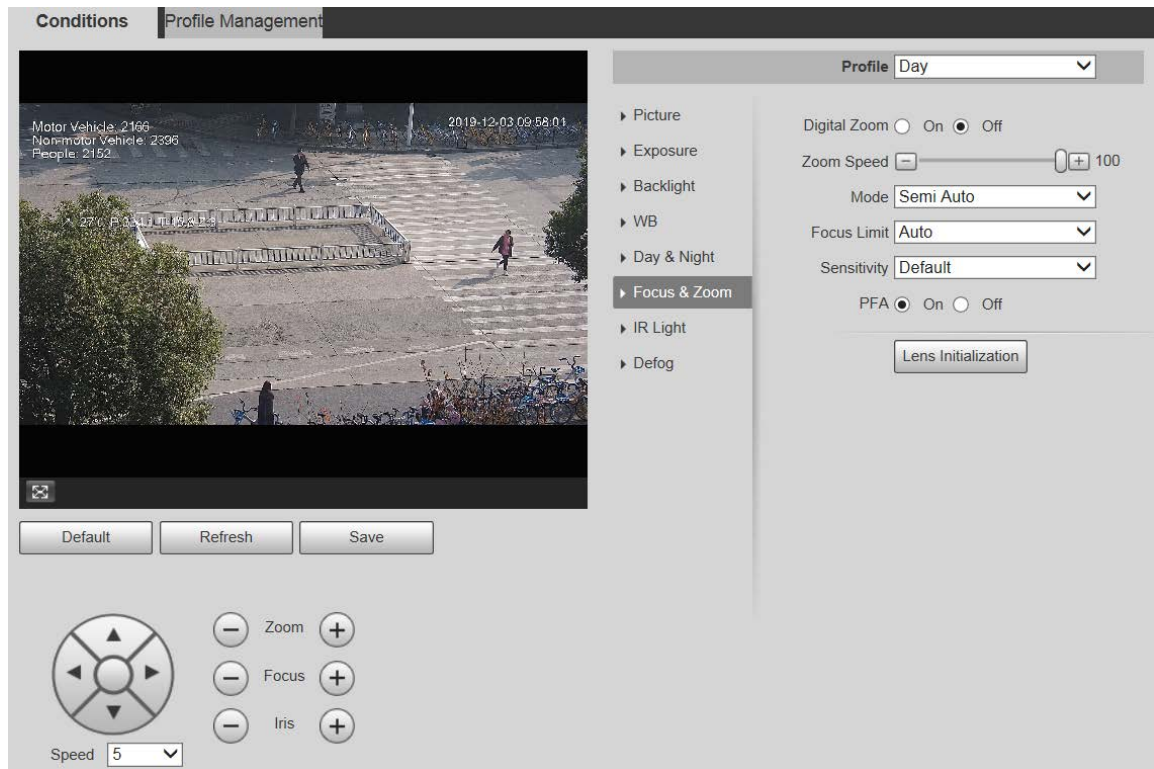 Conditions
Profile Management
Motor Vehicle: 2166
Non-motor Vehicle: 2396
People: 2152
2019-12-03 09:58:01
Profile Day
Picture
Exposure
Backlight
WB
Day & Night
Focus & Zoom
IR Light
Defog
Digital Zoom On Off
Zoom Speed 100
Mode Semi Auto
Focus Limit Auto
Sensitivity Default
PFA On Off
Lens Initialization
Default Refresh Save
Zoom
Focus
Iris
Speed 5